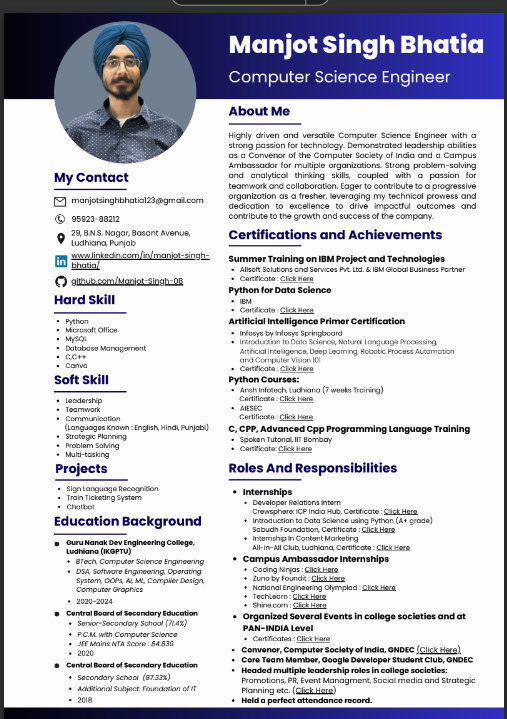 Manjot Singh Bhatia
Computer Science Engineer
My Contact
manjotsinghbhatia123@gmail.com
95923-88212
29, B.N.S. Nagar, Basant Avenue,
Ludhiana, Punjab
www.linkedin.com/in/manjot-singh-
bhatia/
github.com/Manjot-Singh-08
Hard Skill
• Python
• Microsoft Office
• MySQL
• Database Management
• C,C++
• Canva
Soft Skill
• Leadership
• Teamwork
• Communication
(Languages Known : English, Hindi, Punjabi)
• Strategic Planning
• Problem Solving
• Multi-tasking
Projects
• Sign Language Recognition
• Train Ticketing System
• Chatbot
Education Background
• Guru Nanak Dev Engineering College,
Ludhiana (IKGPTU)
• BTech, Computer Science Engineering
• DSA, Software Engineering, Operating
System, OOPs, AI, ML, Compiler Design,
Computer Graphics
• 2020-2024
• Central Board of Secondary Education
• Senior-Secondary School (71.4%)
• P.C.M. with Computer Science
• JEE Mains NTA Score : 84.839
• 2020
• Central Board of Secondary Education
• Secondary School (87.33%)
• Additional Subject: Foundation of IT
• 2018
About Me
Highly driven and versatile Computer Science Engineer with a
strong passion for technology. Demonstrated leadership abilities
as a Convenor of the Computer Society of India and a Campus
Ambassador for multiple organizations. Strong problem-solving
and analytical thinking skills, coupled with a passion for
teamwork and collaboration. Eager to contribute to a progressive
organization as a fresher, leveraging my technical prowess and
dedication to excellence to drive impactful outcomes and
contribute to the growth and success of the company.
Certifications and Achievements
Summer Training on IBM Project and Technologies
• Allsoft Solutions and Services Pvt. Ltd. & IBM Global Business Partner
• Certificate : Click Here
Python for Data Science
• IBM
• Certificate : Click Here
Artificial Intelligence Primer Certification
• Infosys by Infosys Springboard
• Introduction to Data Science, Natural Language Processing,
Artificial Intelligence, Deep Learning, Robotic Process Automation
and Computer Vision 101
• Certificate : Click Here
Python Courses:
• Ansh Infotech, Ludhiana (7 weeks Training)
Certificate : Click Here
• AIESEC
Certificate: Click Here
C, CPP, Advanced Cpp Programming Language Training
• Spoken Tutorial, IIT Bombay
• Certificate: Click Here
Roles And Responsibilities
• Internships
• Developer Relations Intern
Crewsphere: ICP India Hub, Certificate : Click Here
• Introduction to Data Science using Python (A+ grade)
Sabudh Foundation, Certificate : Click Here
• Internship In Content Marketing
All-in-All Club, Ludhiana, Certificate : Click Here
• Campus Ambassador Internships
• Coding Ninjas : Click Here
• Zuno by Foundit : Click Here
• National Engineering Olympiad : Click Here
• TechLearn : Click Here
• Shine.com : Click Here
• Organized Several Events in college societies and at
PAN-INDIA Level
• Certificates : Click Here
• Convenor, Computer Society of India, GNDEC (Click Here)
• Core Team Member, Google Developer Student Club, GNDEC
• Headed multiple leadership roles in college societies:
Promotions, PR, Event Managment, Social media and Strategic
Planning etc. (Click Here)
• Held a perfect attendance record.